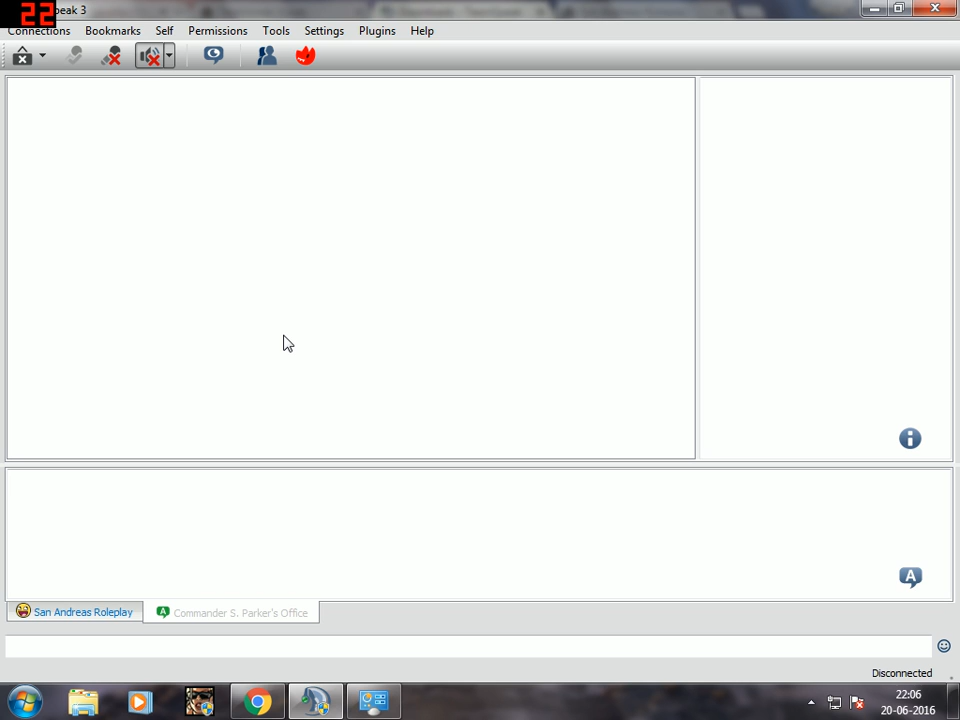 22
peak 3
Connections Bookmarks Self Permissions Tools Settings Plugins Help
San Andreas Roleplay
Commander S. Parker's Office
Disconnected
22:06
20-06-2016